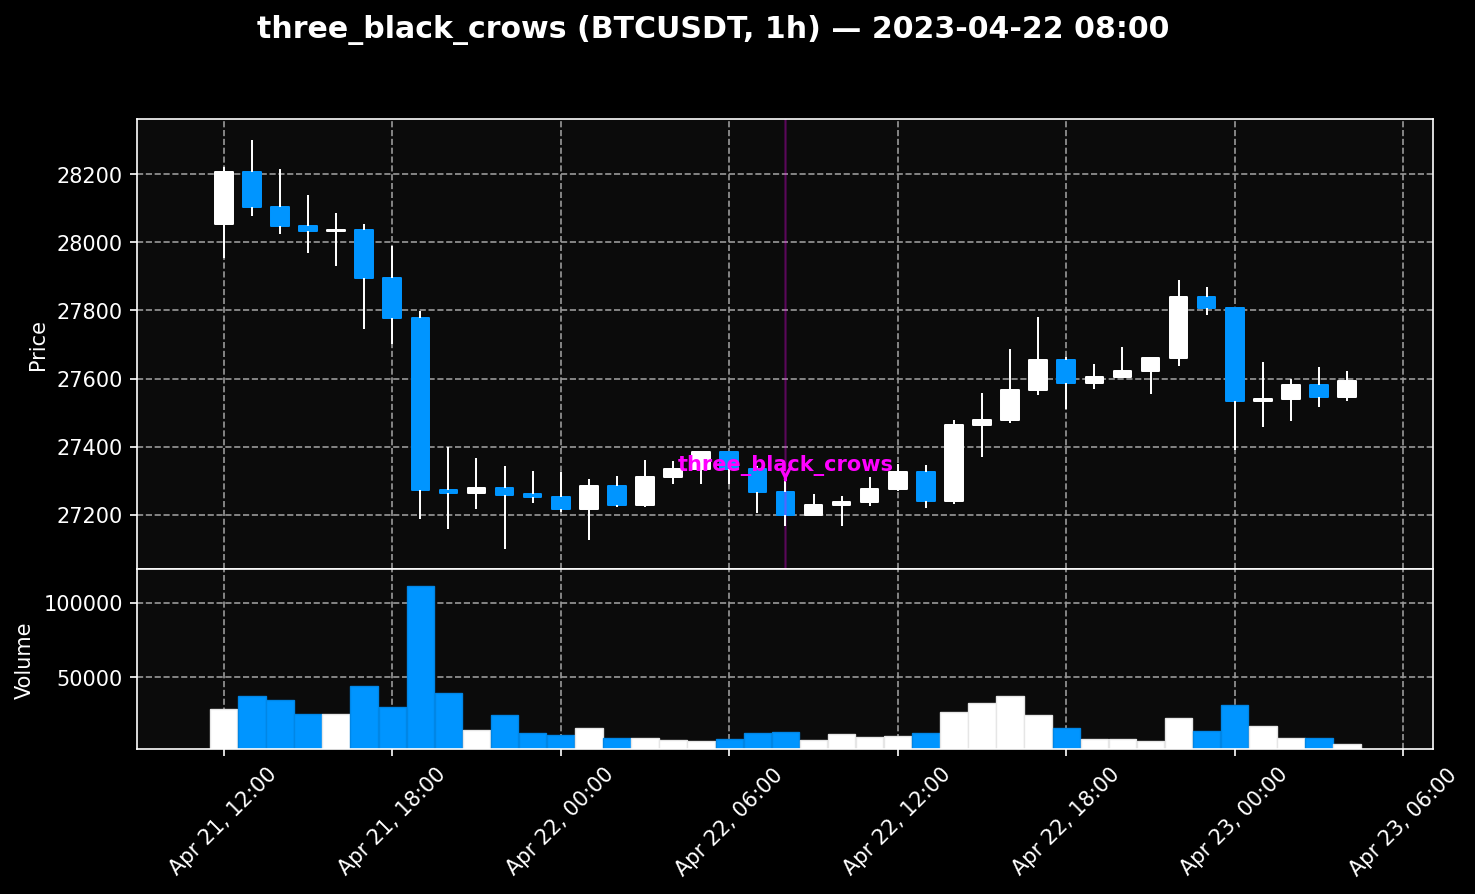 three_black_crows (BTCUSDT, 1h) — 2023-04-22 08:00
Price
28200
28000
27800
27600
27400
27200
three_black_crows
Volume
100000
50000
Apr 21, 12:00
Apr 21, 18:00
Apr 22, 00:00
Apr 22, 06:00
Apr 22, 12:00
Apr 22, 18:00
Apr 23, 00:00
Apr 23, 06:00